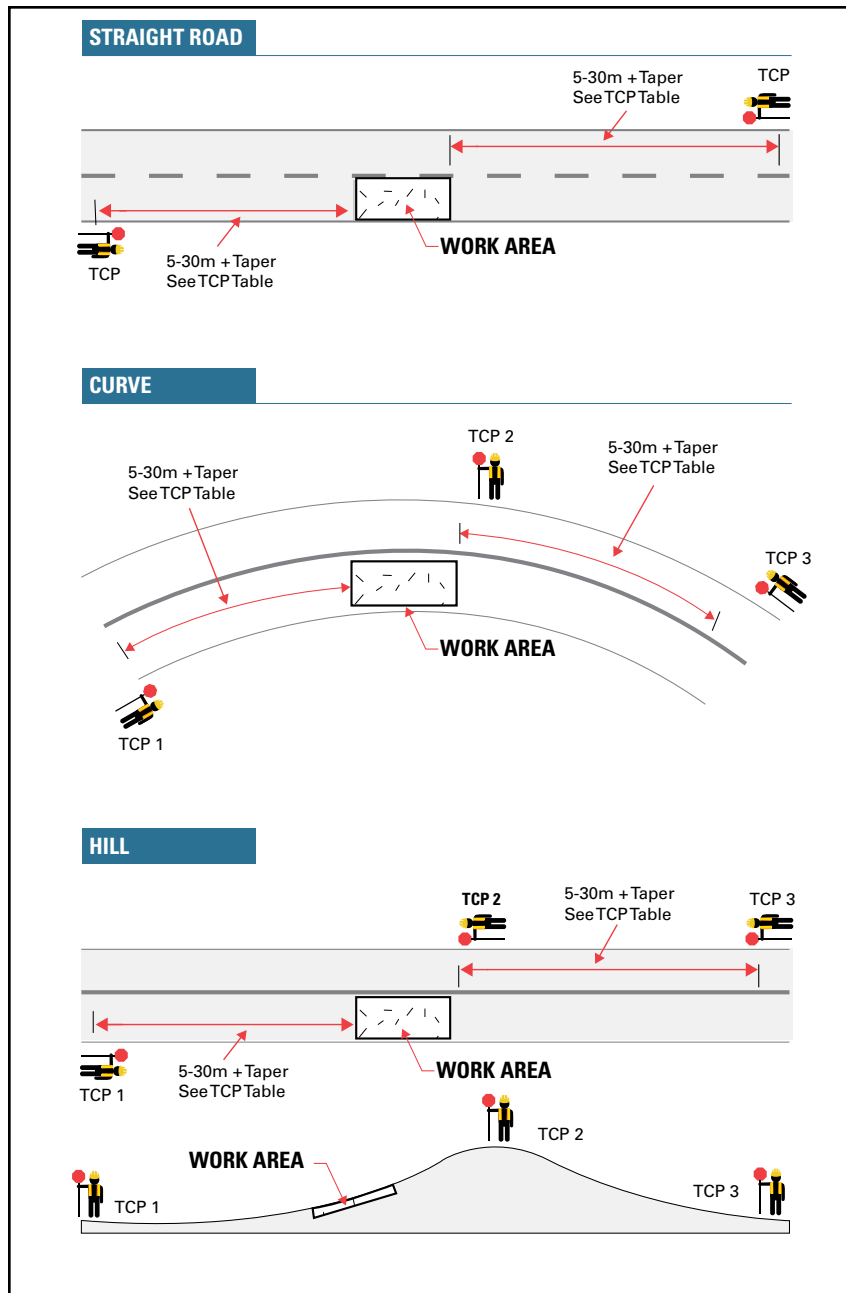 STRAIGHT ROAD
5-30m + Taper
See TCP Table
TCP
TCP
5-30m + Taper
See TCP Table
WORK AREA
CURVE
TCP 2
5-30m + Taper
See TCP Table
5-30m + Taper
See TCP Table
TCP 3
WORK AREA
TCP 1
HILL
TCP 2
5-30m + Taper
See TCP Table
TCP 3
5-30m + Taper
See TCP Table
TCP 1
WORK AREA
TCP 2
WORK AREA
TCP 1
TCP 3